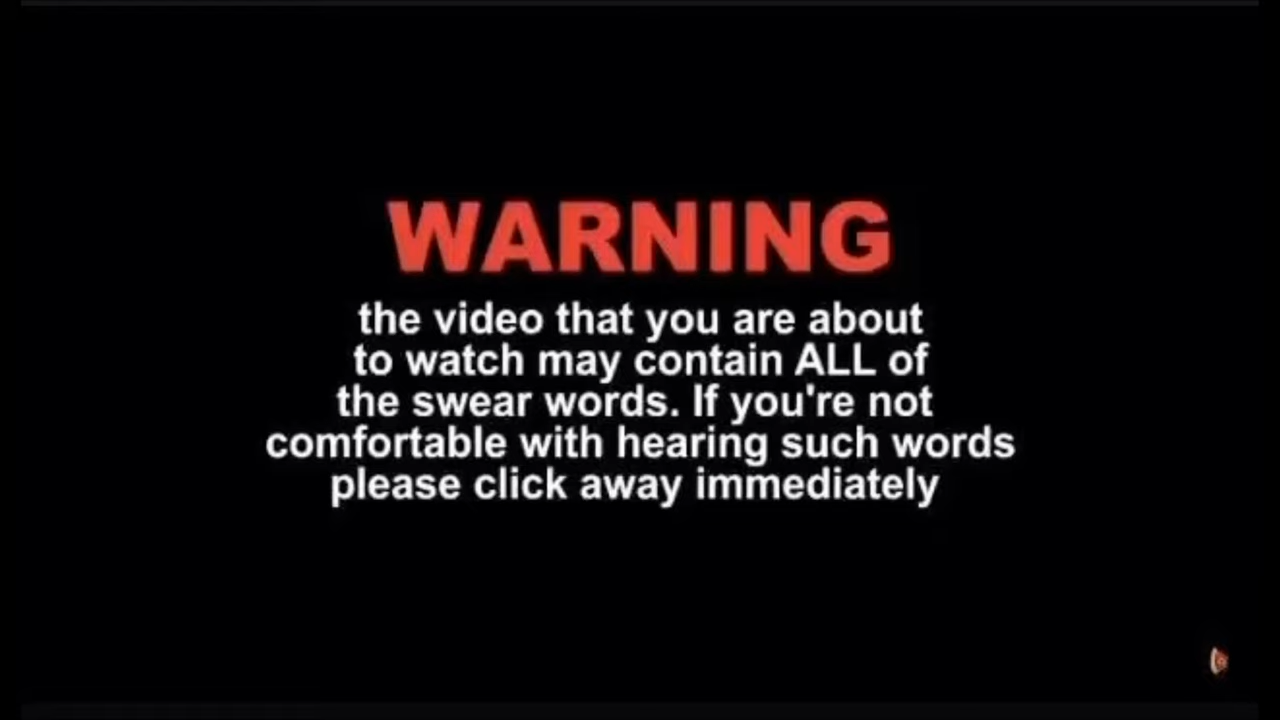 WARNING
the video that you are about
to watch may contain ALL of
the swear words. If you're not
comfortable with hearing such words
please click away immediately